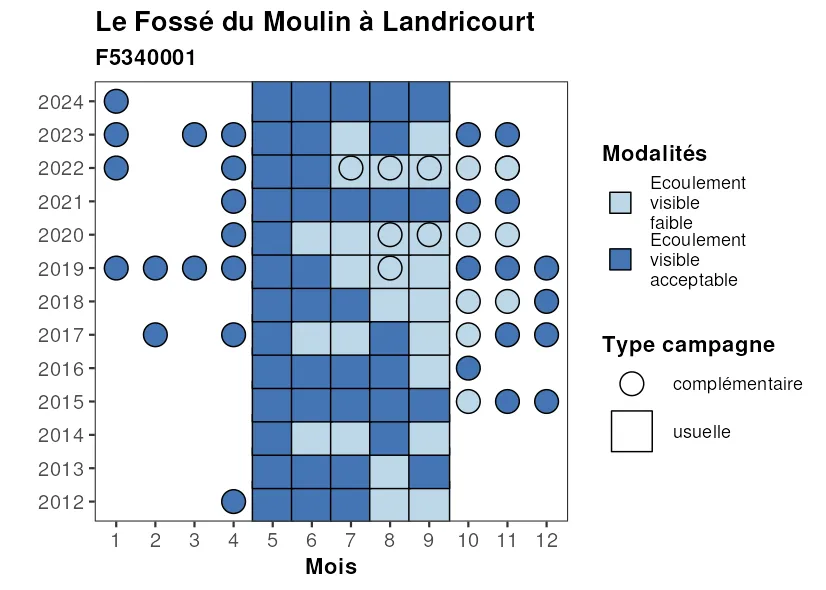 Le Fossé du Moulin à Landricourt
F5340001
2024
2023
2022
2021
2020
2019
2018
2017
2016
2015
2014
2013
2012
1 2 3 4 5 6 7 8 9 10 11 12
Mois
Modalités
Ecoulement
visible
faible
Ecoulement
visible
acceptable
Type campagne
complémentaire
usuelle